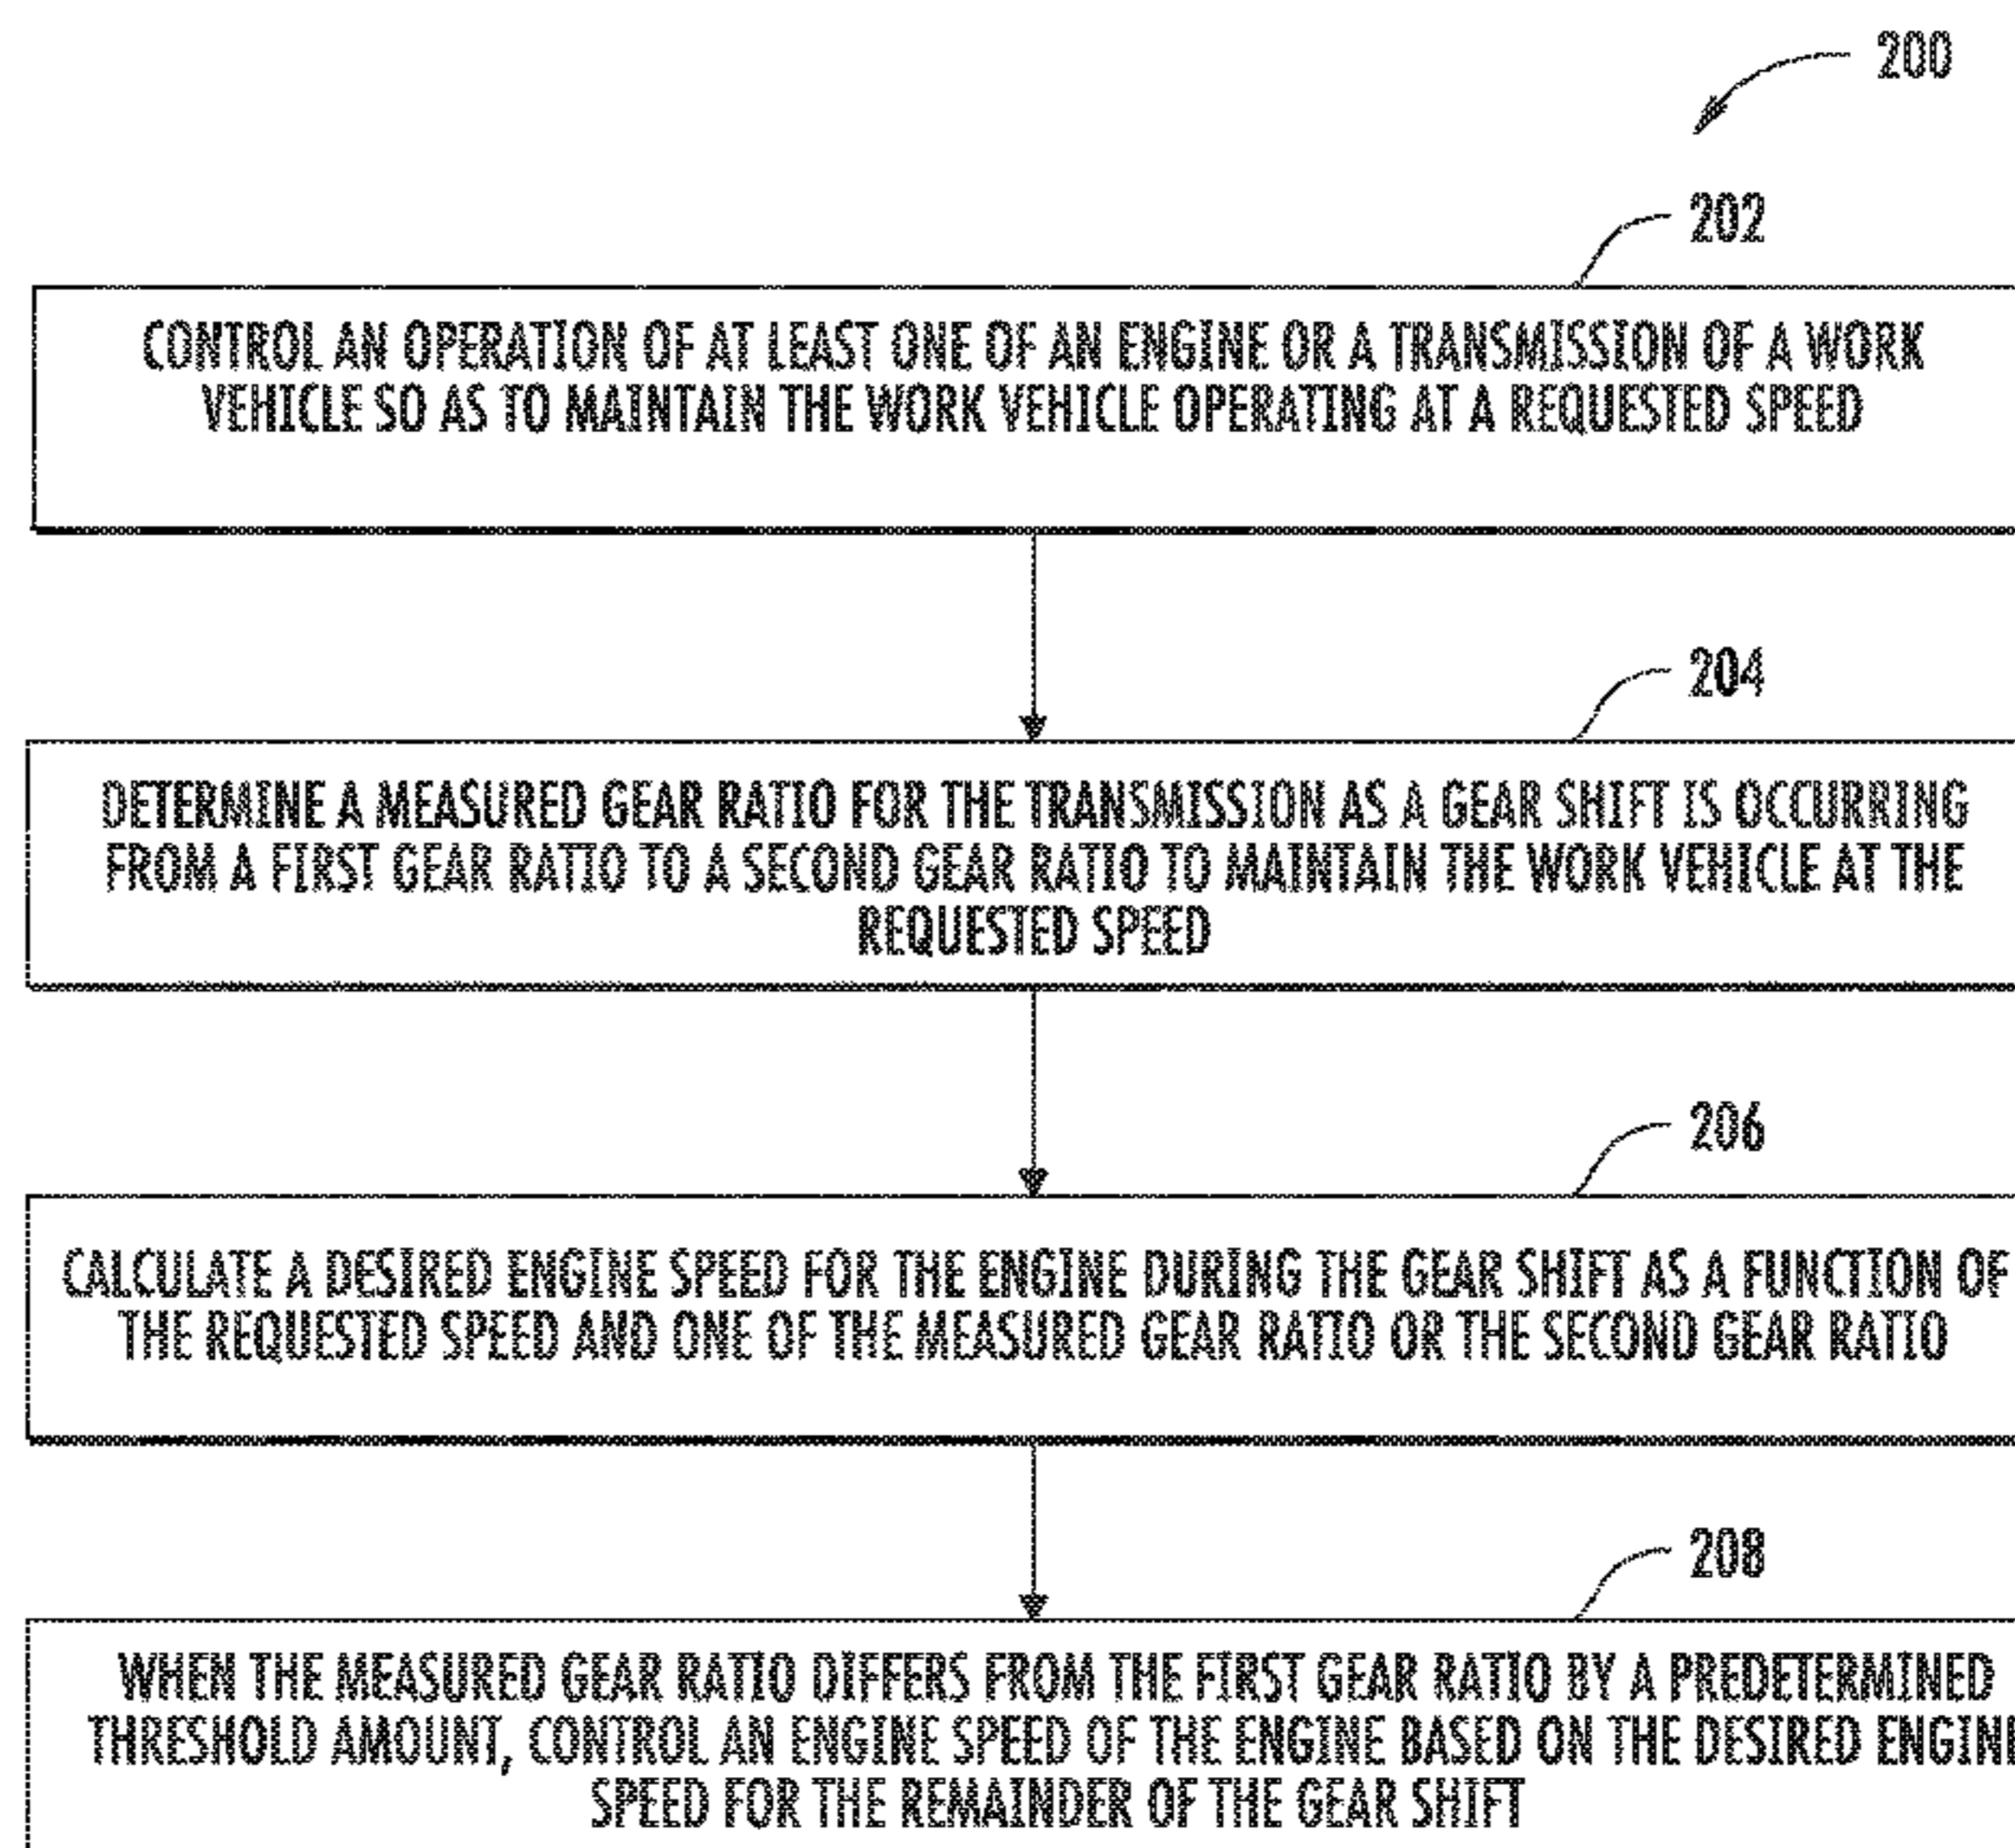 200
202
CONTROL AN OPERATION OF AT LEAST ONE OF AN ENGINE OR A TRANSMISSION OF A WORK
VEHICLE SO AS TO MAINTAIN THE WORK VEHICLE OPERATING AT A REQUESTED SPEED
204
DETERMINE A MEASURED GEAR RATIO FOR THE TRANSMISSION AS A GEAR SHIFT IS OCCURRING
FROM A FIRST GEAR RATIO TO A SECOND GEAR RATIO TO MAINTAIN THE WORK VEHICLE AT THE
REQUESTED SPEED
206
CALCULATE A DESIRED ENGINE SPEED FOR THE ENGINE DURING THE GEAR SHIFT AS A FUNCTION OF
THE REQUESTED SPEED AND ONE OF THE MEASURED GEAR RATIO OR THE SECOND GEAR RATIO
208
WHEN THE MEASURED GEAR RATIO DIFFERS FROM THE FIRST GEAR RATIO BY A PREDETERMINED
THRESHOLD AMOUNT, CONTROL AN ENGINE SPEED OF THE ENGINE BASED ON THE DESIRED ENGINE
SPEED FOR THE REMAINDER OF THE GEAR SHIFT